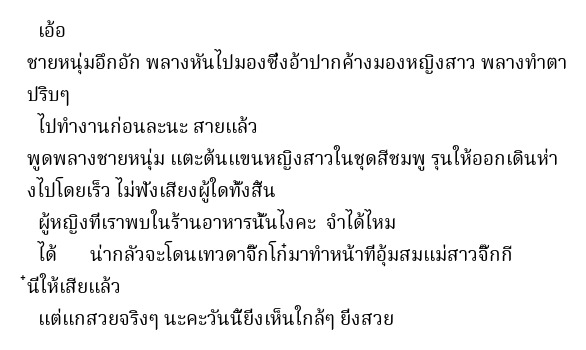 เอ้อ
ชายหนุ่มอึกอัก พลางหันไปมองซึ่งอ้าปากค้างมองหญิงสาว พลางทำตา
ปริบๆ
ไปทำงานก่อนละนะ สายแล้ว
พูดพลางชายหนุ่ม แตะต้นแขนหญิงสาวในชุดสีชมพู รุนให้ออกเดินห่า
งไปโดยเร็ว ไม่ฟังเสียงผู้ใดทั้งสิ้น
ผู้หญิงที่เราพบในร้านอาหารนั้นไงคะ จำได้ไหม
ได้ น่ากลัวจะโดนเทวดาจิ๊กโก๋มาทำหน้าที่อุ้มสมแม่สาวจิ๊กกี
๋นี่ให้เสียแล้ว
แต่แกสวยจริงๆ นะคะวันนี้ยิ่งเห็นใกล้ๆ ยิ่งสวย